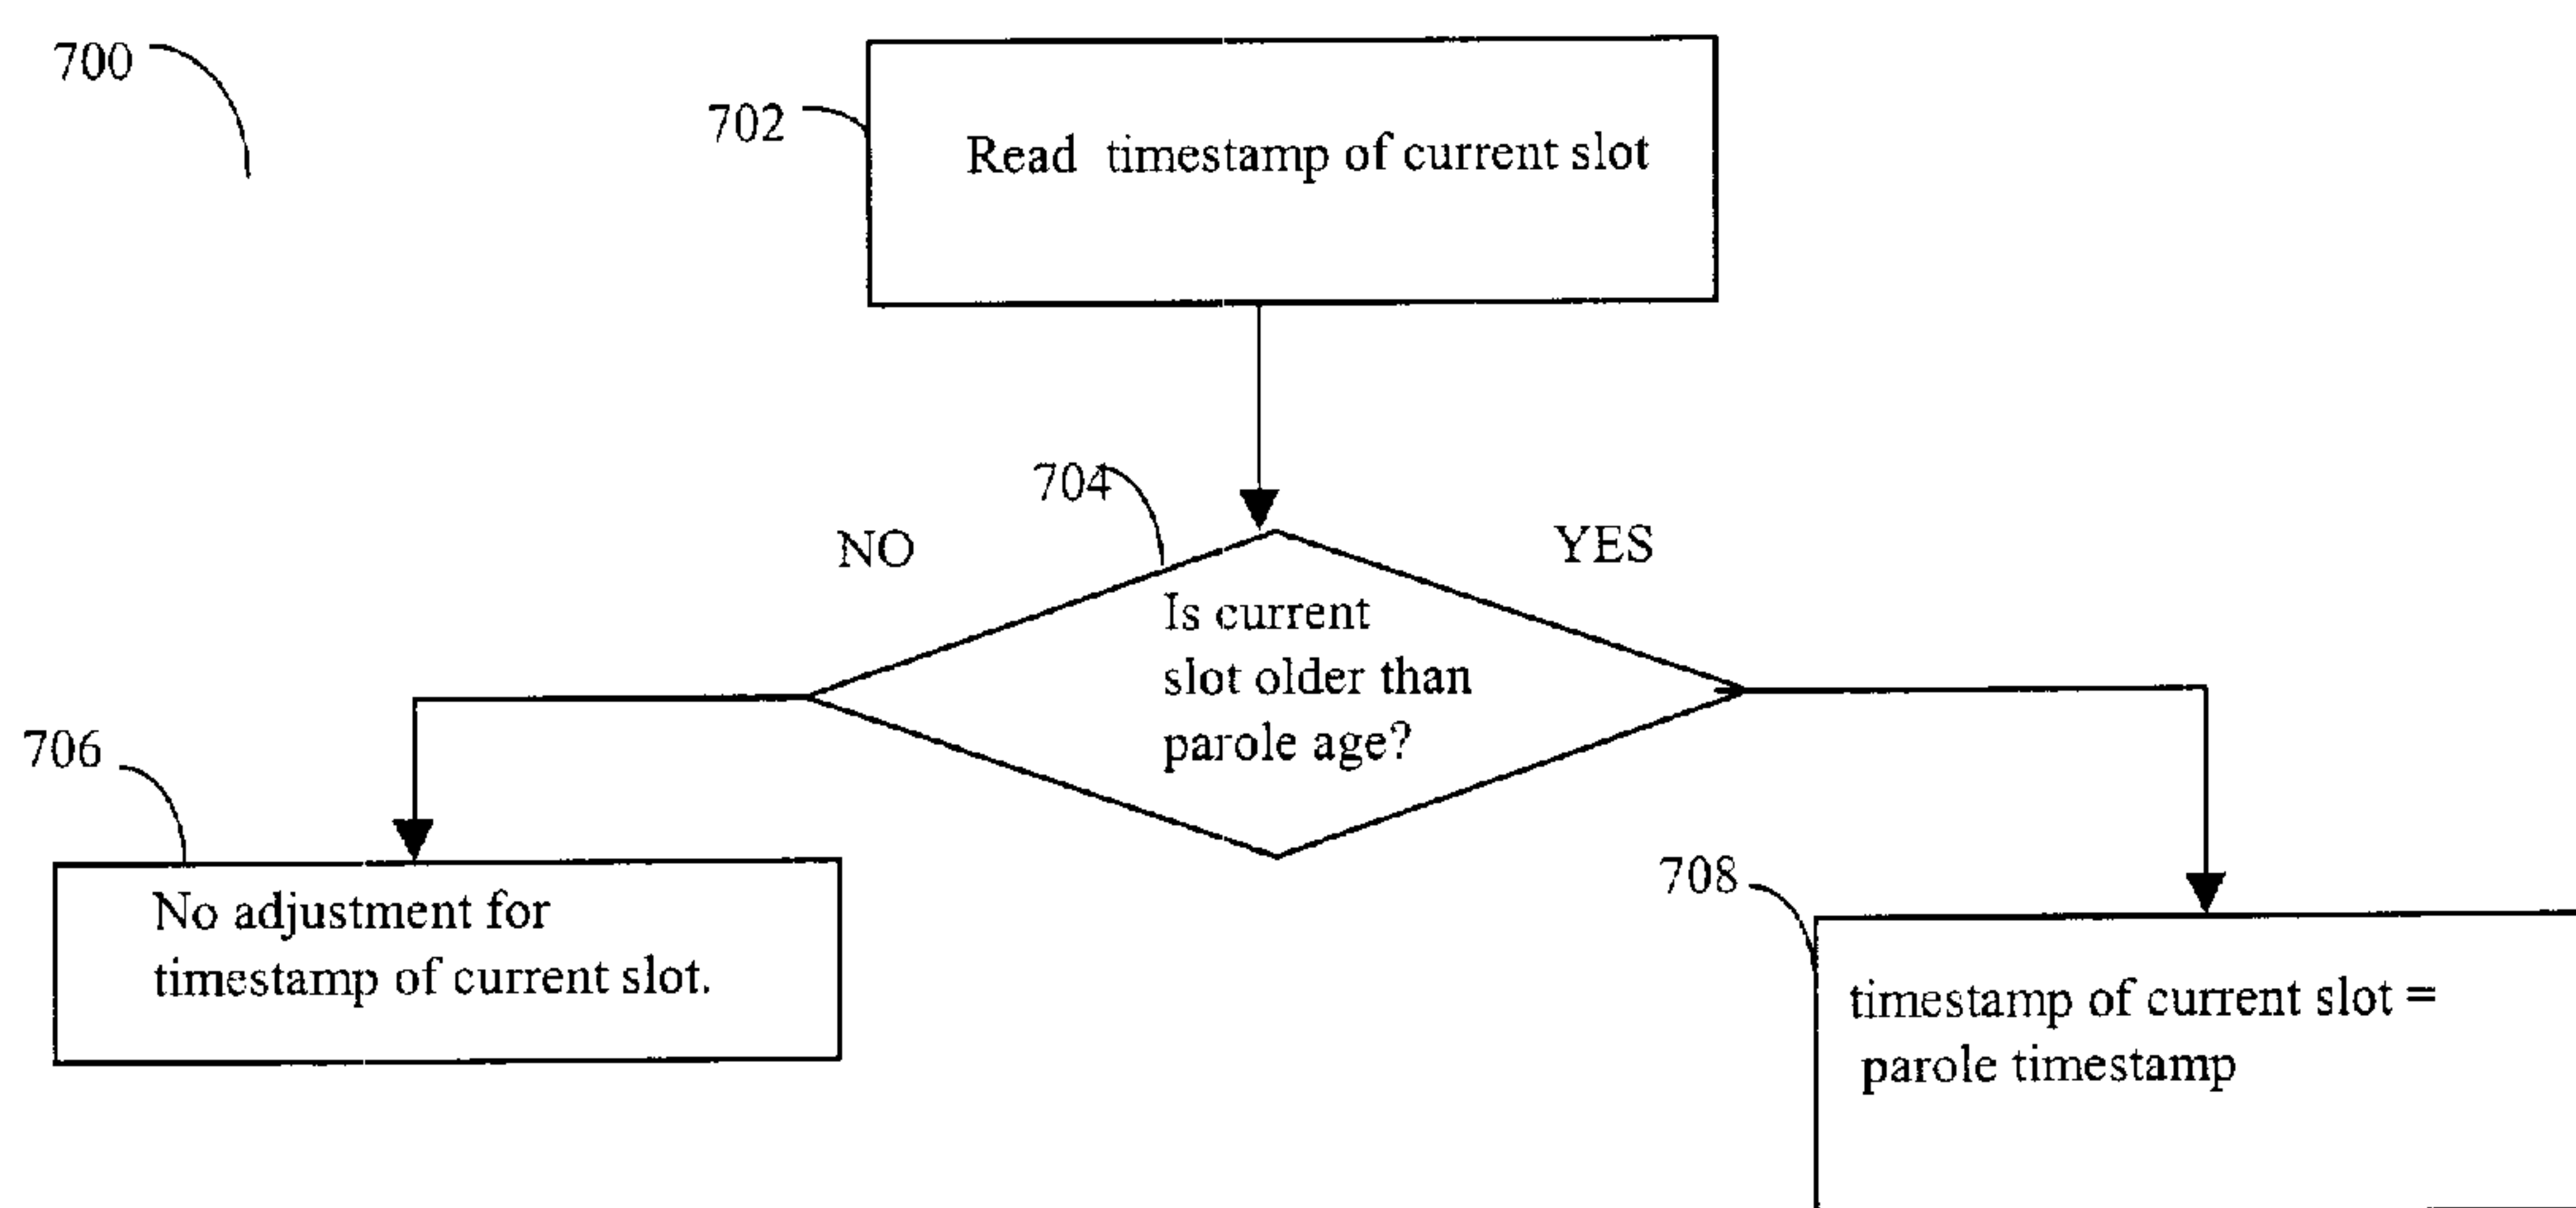 700
702
Read timestamp of current slot
704
NO
YES
Is current
slot older than
parole age?
706
No adjustment for
timestamp of current slot.
708
timestamp of current slot =
parole timestamp